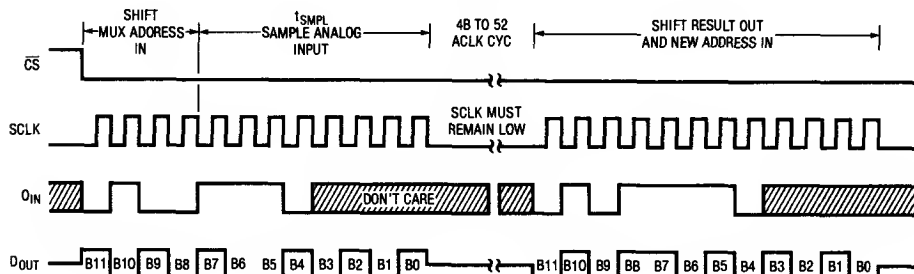 SHIFT
MUX ADDRESS
IN
tSMPL
SAMPLE ANALOG
INPUT
48 TO 52
ACLK CYC
SHIFT RESULT OUT
AND NEW ADDRESS IN
CS
SCLK
SCLK MUST
REMAIN LOW
DIN
DON'T CARE
DOUT
B11 B10 B9 B8 B7 B6 B5 B4 B3 B2 B1 B0
B11 B10 B9 B8 B7 B6 B5 B4 B3 B2 B1 B0